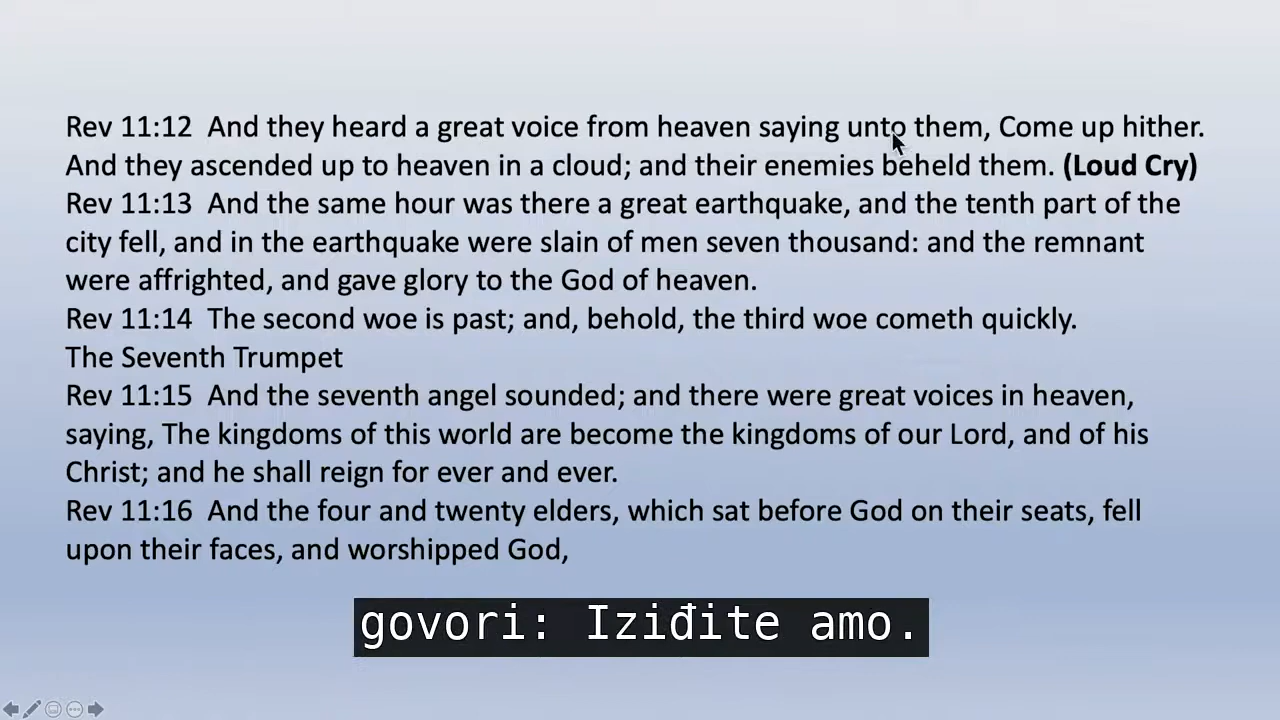 Rev 11:12  And they heard a great voice from heaven saying unto them, Come up hither.
And they ascended up to heaven in a cloud; and their enemies beheld them. (Loud Cry)
Rev 11:13  And the same hour was there a great earthquake, and the tenth part of the
city fell, and in the earthquake were slain of men seven thousand: and the remnant
were affrighted, and gave glory to the God of heaven.
Rev 11:14  The second woe is past; and, behold, the third woe cometh quickly.
The Seventh Trumpet
Rev 11:15  And the seventh angel sounded; and there were great voices in heaven,
saying, The kingdoms of this world are become the kingdoms of our Lord, and of his
Christ; and he shall reign for ever and ever.
Rev 11:16  And the four and twenty elders, which sat before God on their seats, fell
upon their faces, and worshipped God,
govori: Iziđite amo.